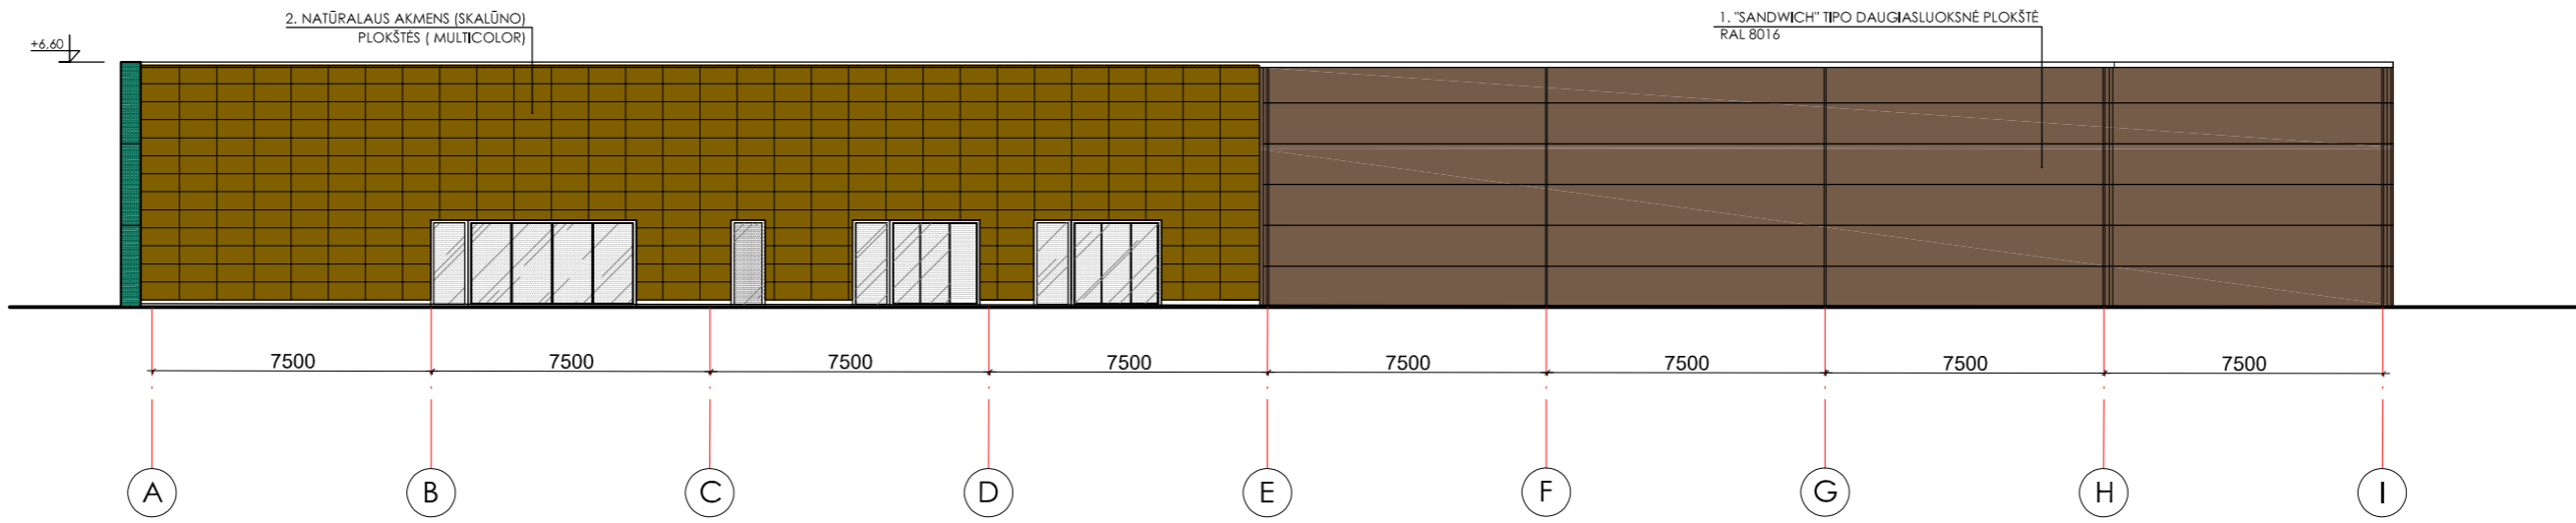 2. NATŪRALAUS AKMENS (SKALŪNO)
PLOKŠTĖS ( MULTICOLOR)
1. "SANDWICH" TIPO DAUGIASLUOKSNĖ PLOKŠTĖ
RAL 8016
+6,60
7500 7500 7500 7500 7500 7500 7500 7500
A B C D E F G H I